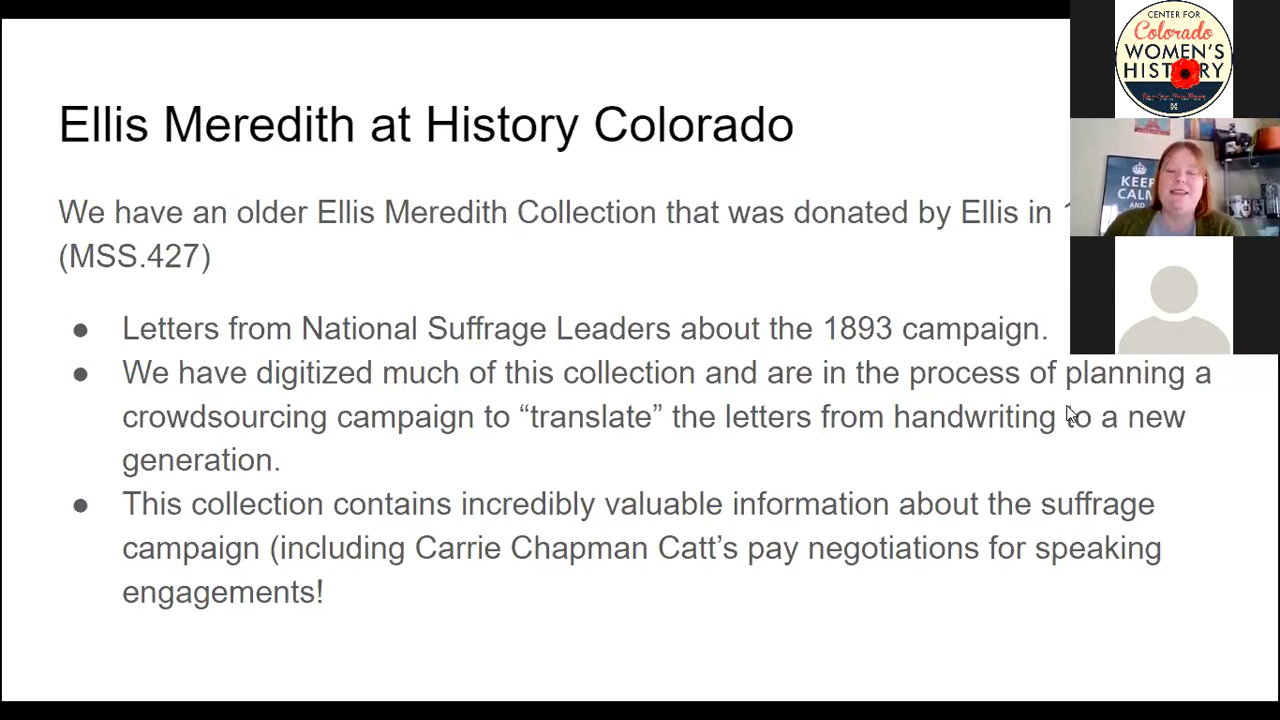 Ellis Meredith at History Colorado
We have an older Ellis Meredith Collection that was donated by Ellis in
(MSS.427)
● Letters from National Suffrage Leaders about the 1893 campaign.
● We have digitized much of this collection and are in the process of planning a
crowdsourcing campaign to “translate” the letters from handwriting to a new
generation.
● This collection contains incredibly valuable information about the suffrage
campaign (including Carrie Chapman Catt’s pay negotiations for speaking
engagements!
CENTER FOR
Colorado
WOMEN'S
HISTORY
KEEP
CALM
AND